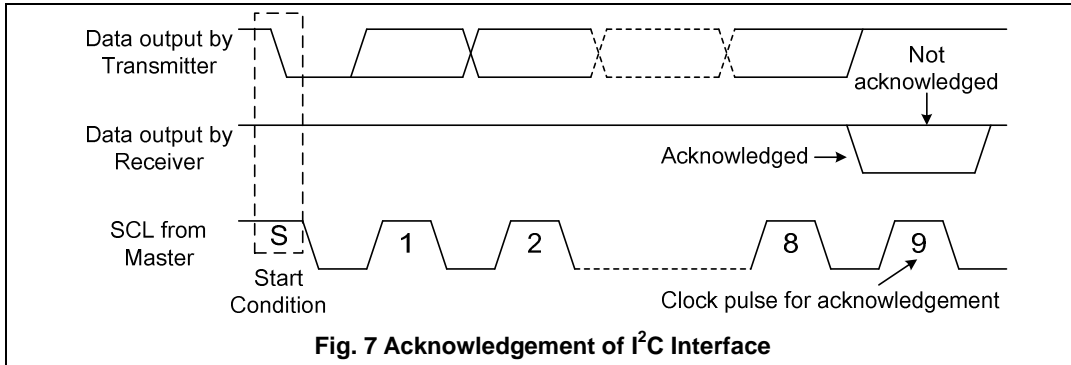 Data output by
Transmitter
Not
acknowledged
Data output by
Receiver
Acknowledged
SCL from
Master
S
1
2
8
9
Start
Condition
Clock pulse for acknowledgement
Fig. 7 Acknowledgement of I²C Interface